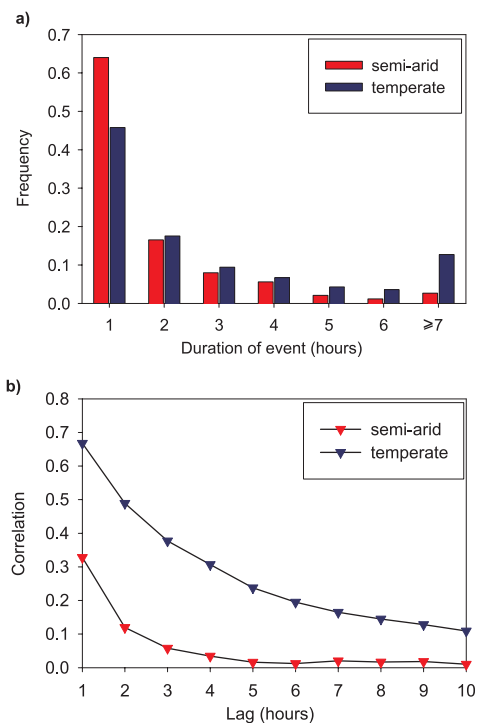 a)
0.7
0.6
0.5
0.4
0.3
0.2
0.1
0.0
Frequency
semi-arid
temperate
1 2 3 4 5 6 ⩾7
Duration of event (hours)
b)
0.8
0.7
0.6
0.5
0.4
0.3
0.2
0.1
0.0
Correlation
semi-arid
temperate
1 2 3 4 5 6 7 8 9 10
Lag (hours)